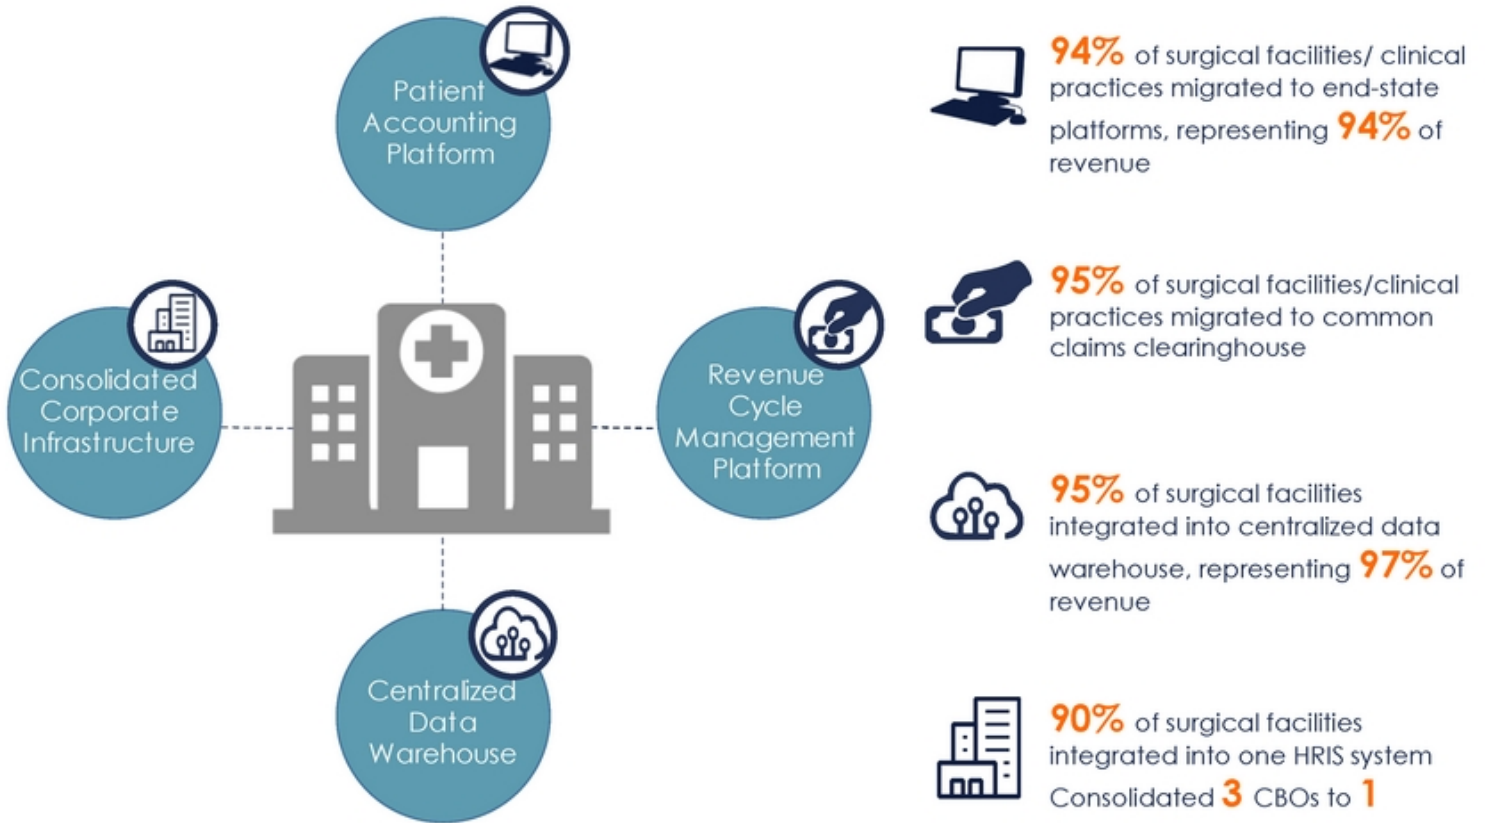 Patient
Accounting
Platform
Consolidated
Corporate
Infrastructure
Revenue
Cycle
Management
Platform
Centralized
Data
Warehouse
94% of surgical facilities/ clinical
practices migrated to end-state
platforms, representing 94% of
revenue
95% of surgical facilities/clinical
practices migrated to common
claims clearinghouse
95% of surgical facilities
integrated into centralized data
warehouse, representing 97% of
revenue
90% of surgical facilities
integrated into one HRIS system
Consolidated 3 CBOs to 1